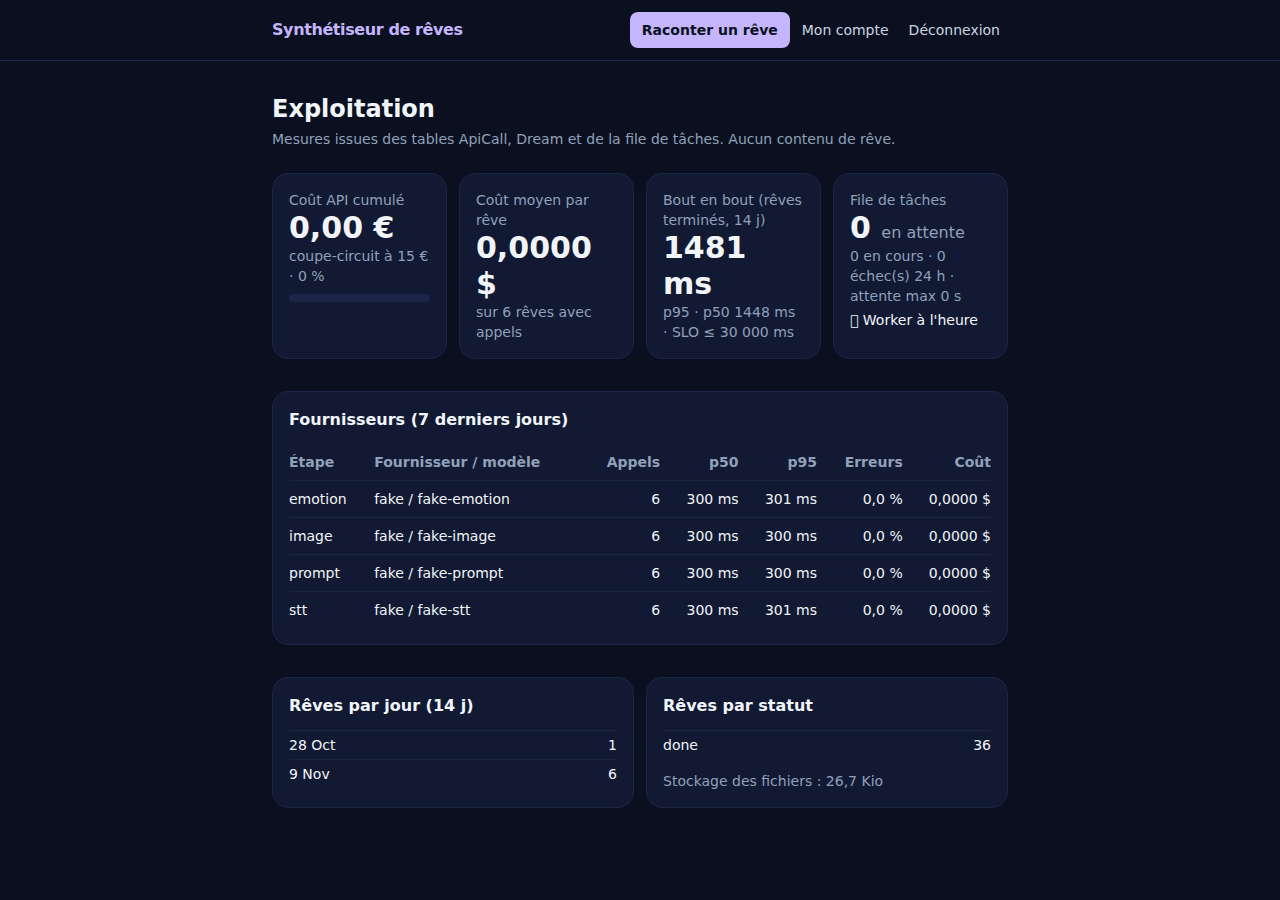 Synthétiseur de rêves
Raconter un rêve
Mon compte
Déconnexion
Exploitation
Mesures issues des tables ApiCall, Dream et de la file de tâches. Aucun contenu de rêve.
Coût API cumulé
0,00 €
coupe-circuit à 15 €
· 0 %
Coût moyen par
rêve
0,0000
$
sur 6 rêves avec
appels
Bout en bout (rêves
terminés, 14 j)
1481
ms
p95 · p50 1448 ms
· SLO ≤ 30 000 ms
File de tâches
0 en attente
0 en cours · 0
échec(s) 24 h ·
attente max 0 s
Worker à l'heure
Fournisseurs (7 derniers jours)
Étape Fournisseur / modèle Appels p50 p95 Erreurs Coût
emotion fake / fake-emotion 6 300 ms 301 ms 0,0 % 0,0000 $
image fake / fake-image 6 300 ms 300 ms 0,0 % 0,0000 $
prompt fake / fake-prompt 6 300 ms 300 ms 0,0 % 0,0000 $
stt fake / fake-stt 6 300 ms 301 ms 0,0 % 0,0000 $
Rêves par jour (14 j)
28 Oct 1
9 Nov 6
Rêves par statut
done 36
Stockage des fichiers : 26,7 Kio